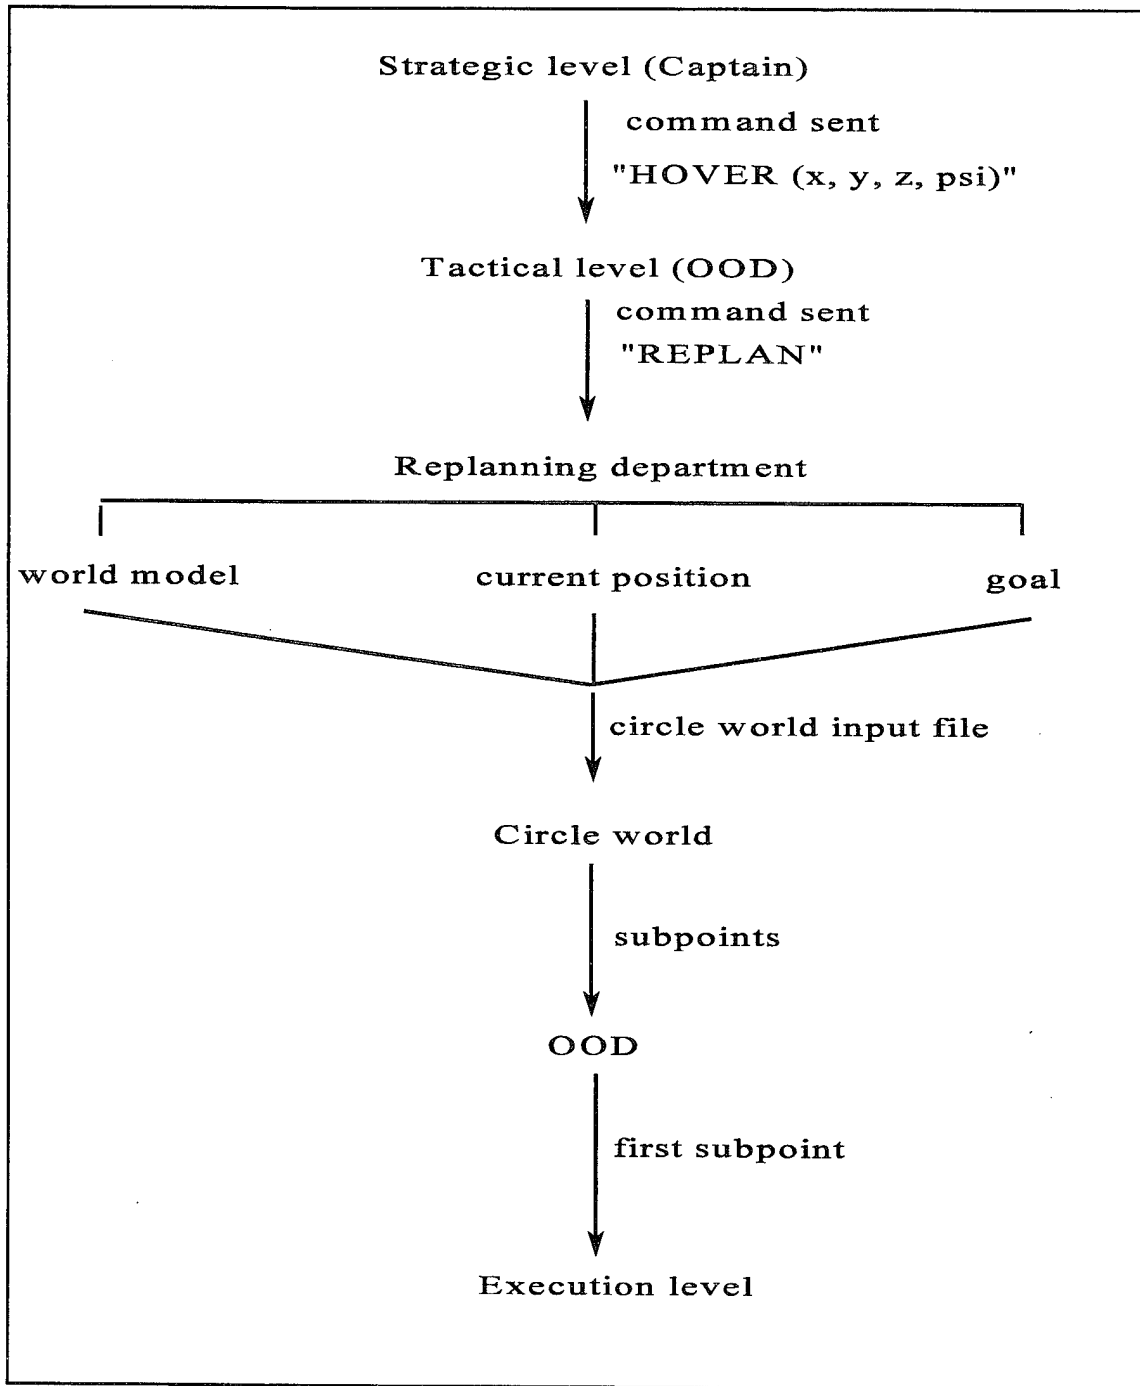 Strategic level (Captain)
command sent
"HOVER (x, y, z, psi)"
Tactical level (OOD)
command sent
"REPLAN"
Replanning department
world model current position goal
circle world input file
Circle world
subpoints
OOD
first subpoint
Execution level